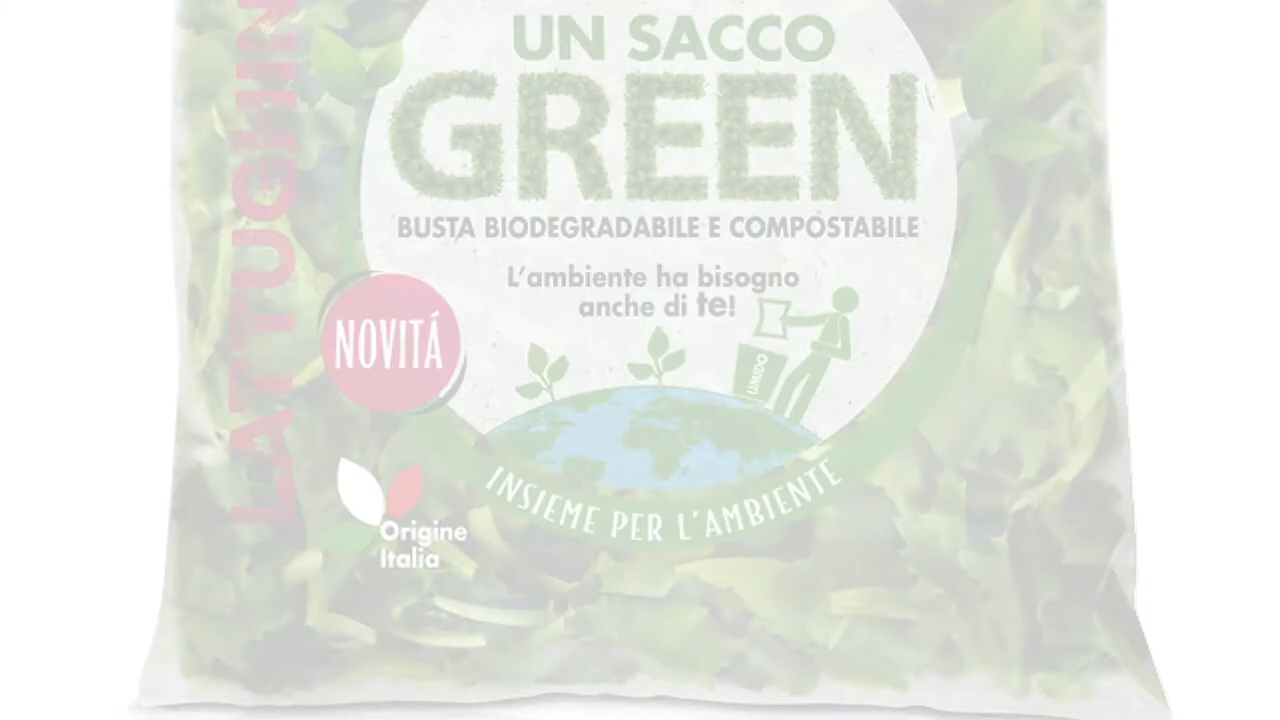 UN SACCO
GREEN
BUSTA BIODEGRADABILE E COMPOSTABILE
L'ambiente ha bisogno
anche di te!
UMIDO
INSIEME PER L'AMBIENTE
NOVITÁ
LATTUGHIN
Origine
Italia